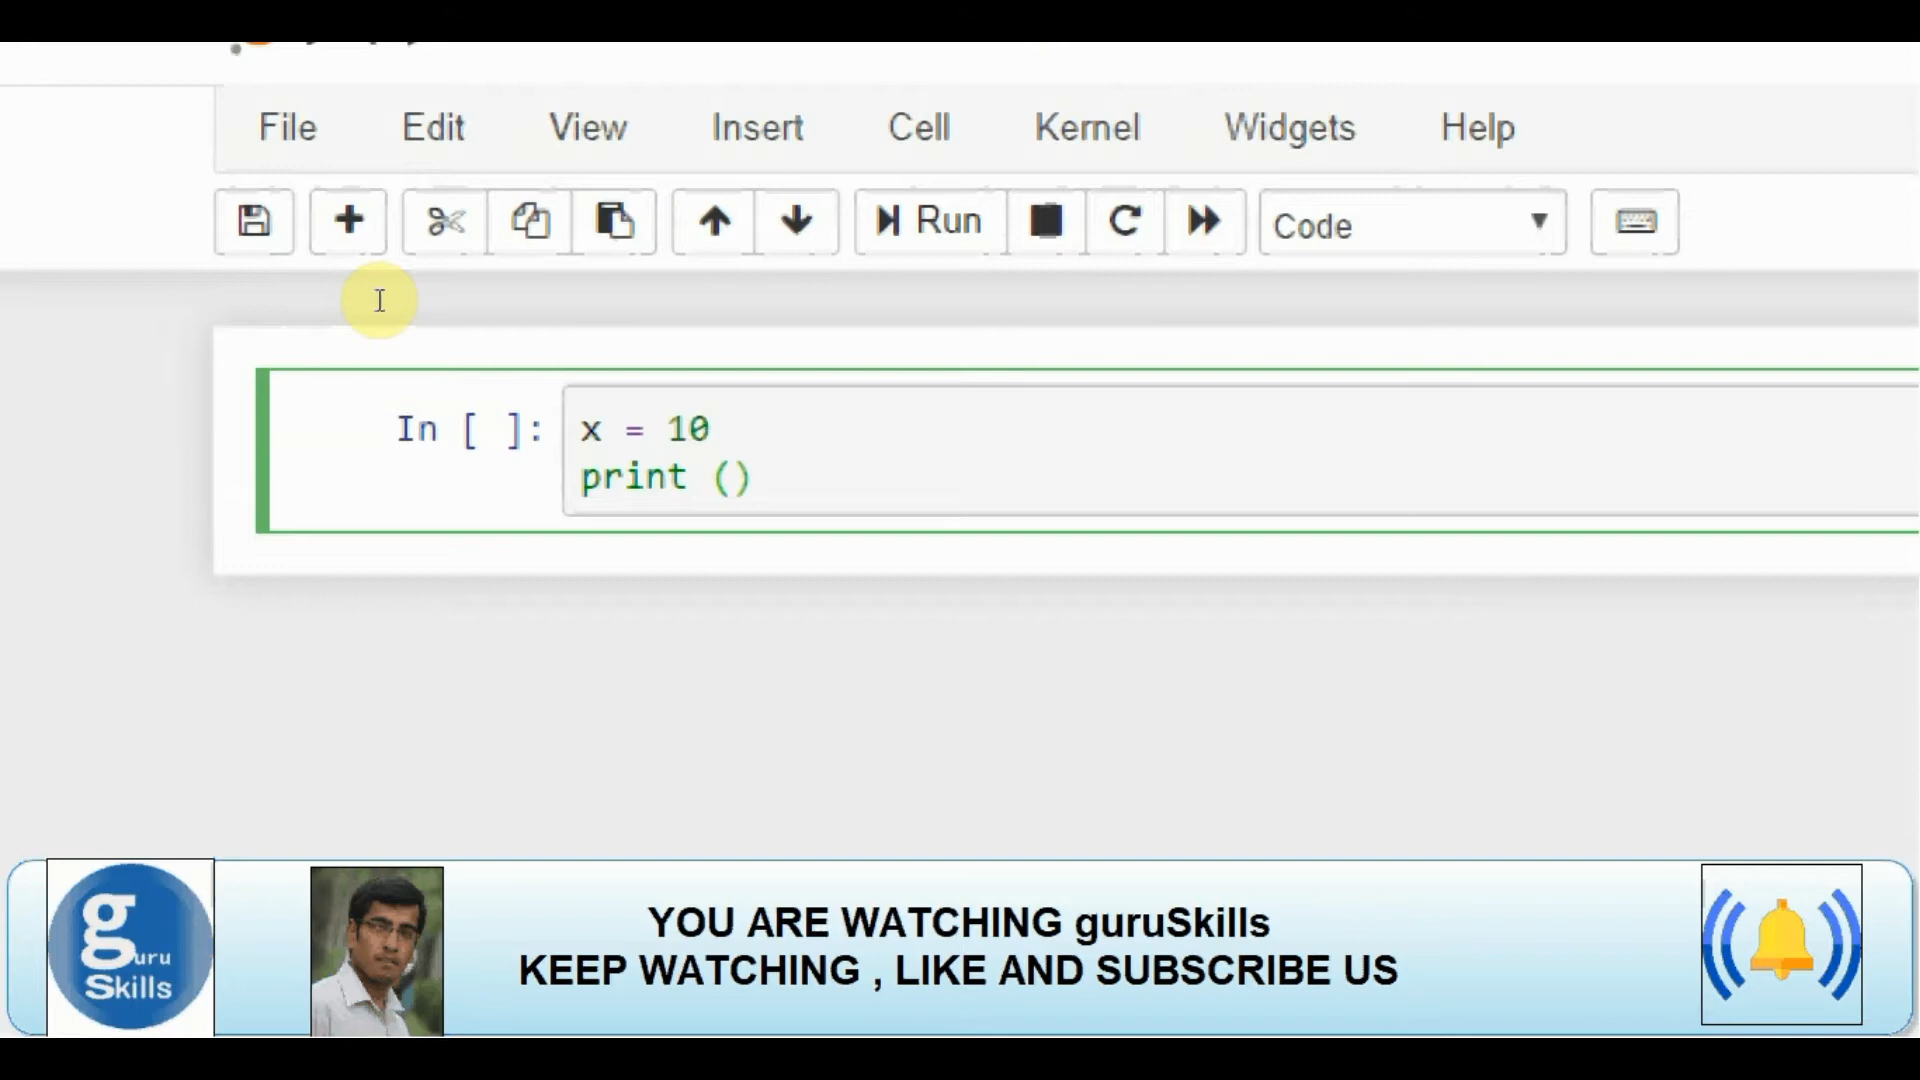 File Edit View Insert Cell Kernel Widgets Help
Run Code
In [ ]: x = 10
print ()
guru Skills
YOU ARE WATCHING guruSkills
KEEP WATCHING , LIKE AND SUBSCRIBE US